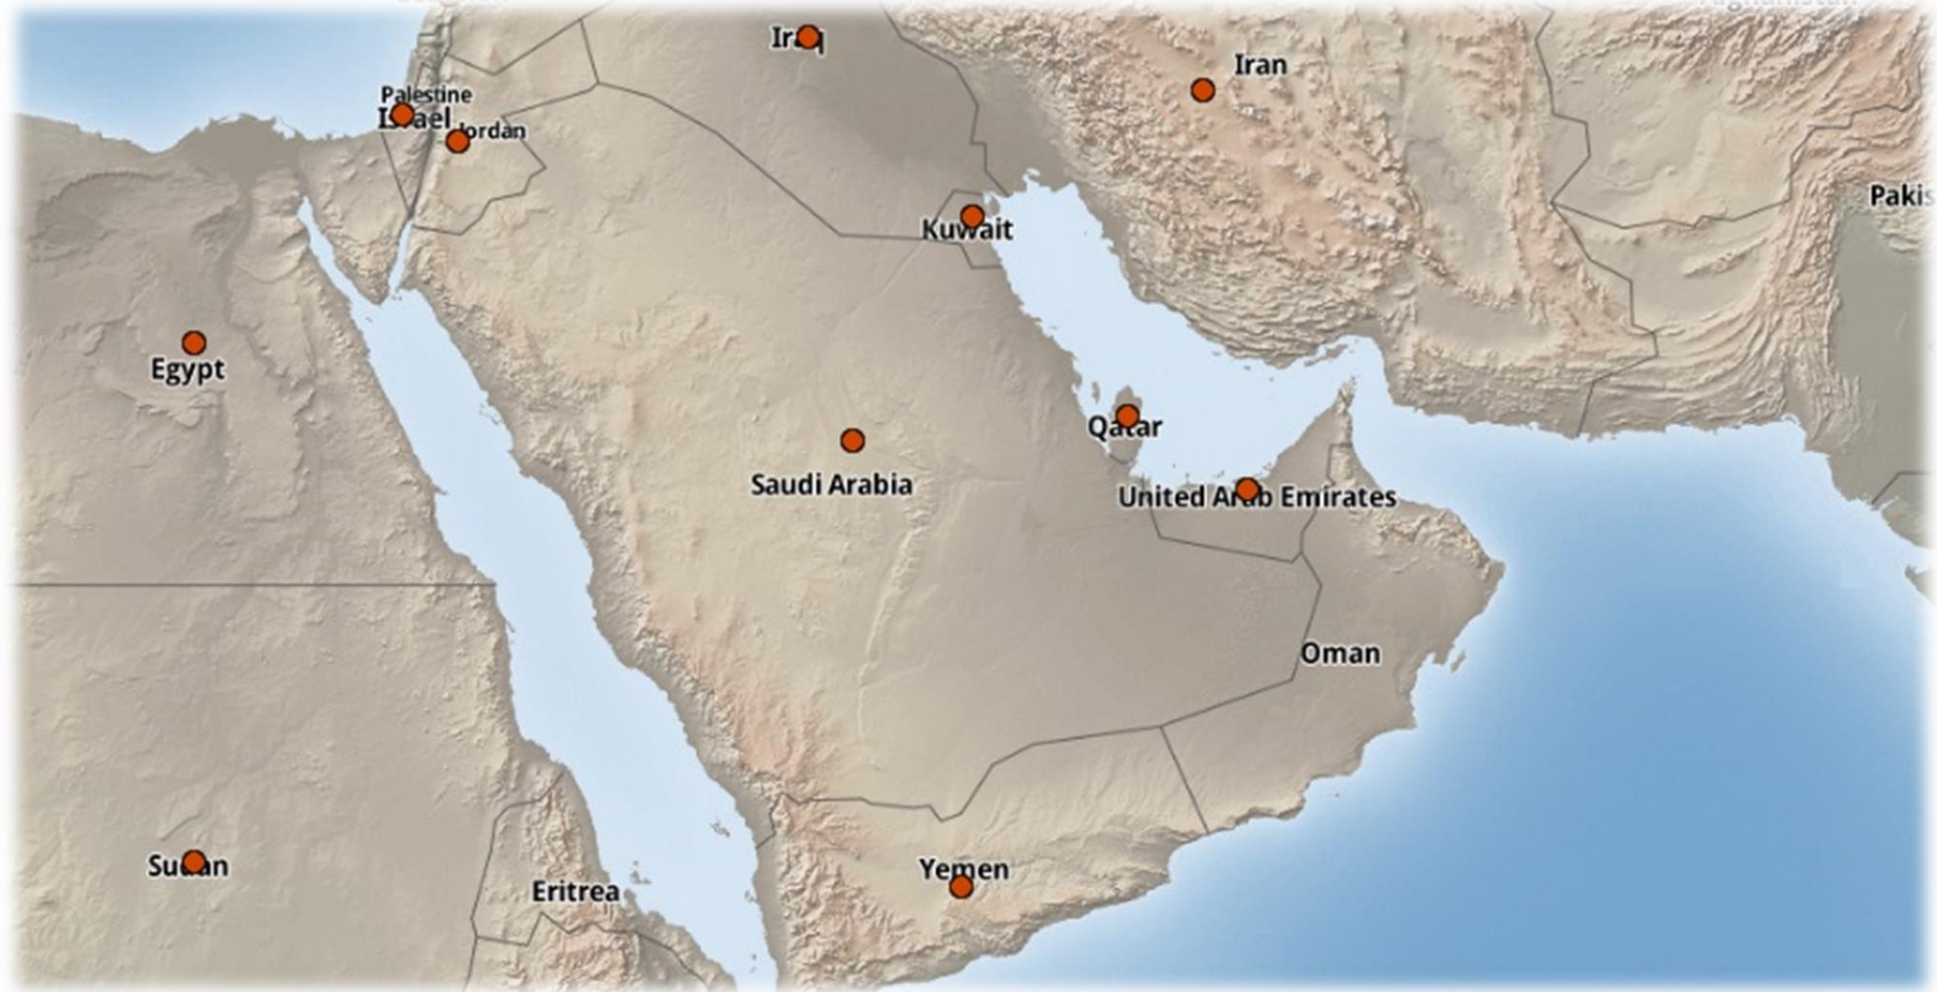 Iraq
Iran
Palestine
Israel
Jordan
Pakis
Kuwait
Egypt
Qatar
Saudi Arabia
United Arab Emirates
Oman
Sudan
Yemen
Eritrea